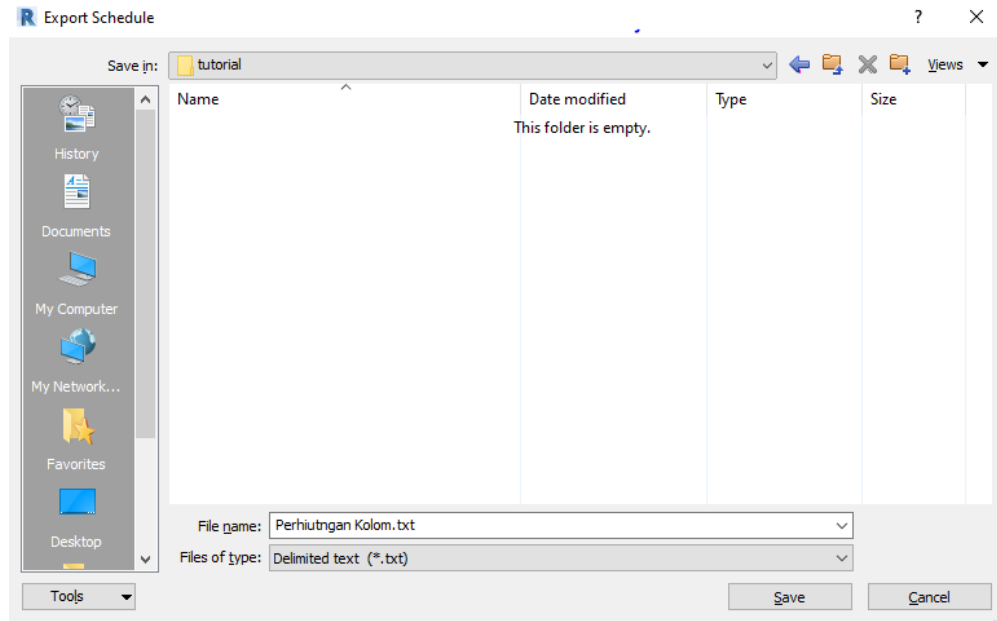 Export Schedule
?
Save in:
tutorial
Views
Name
Date modified
Type
Size
This folder is empty.
History
Documents
My Computer
My Network...
Favorites
Desktop
File name:
Perhiutngan Kolom.txt
Files of type:
Delimited text (*.txt)
Tools
Save
Cancel